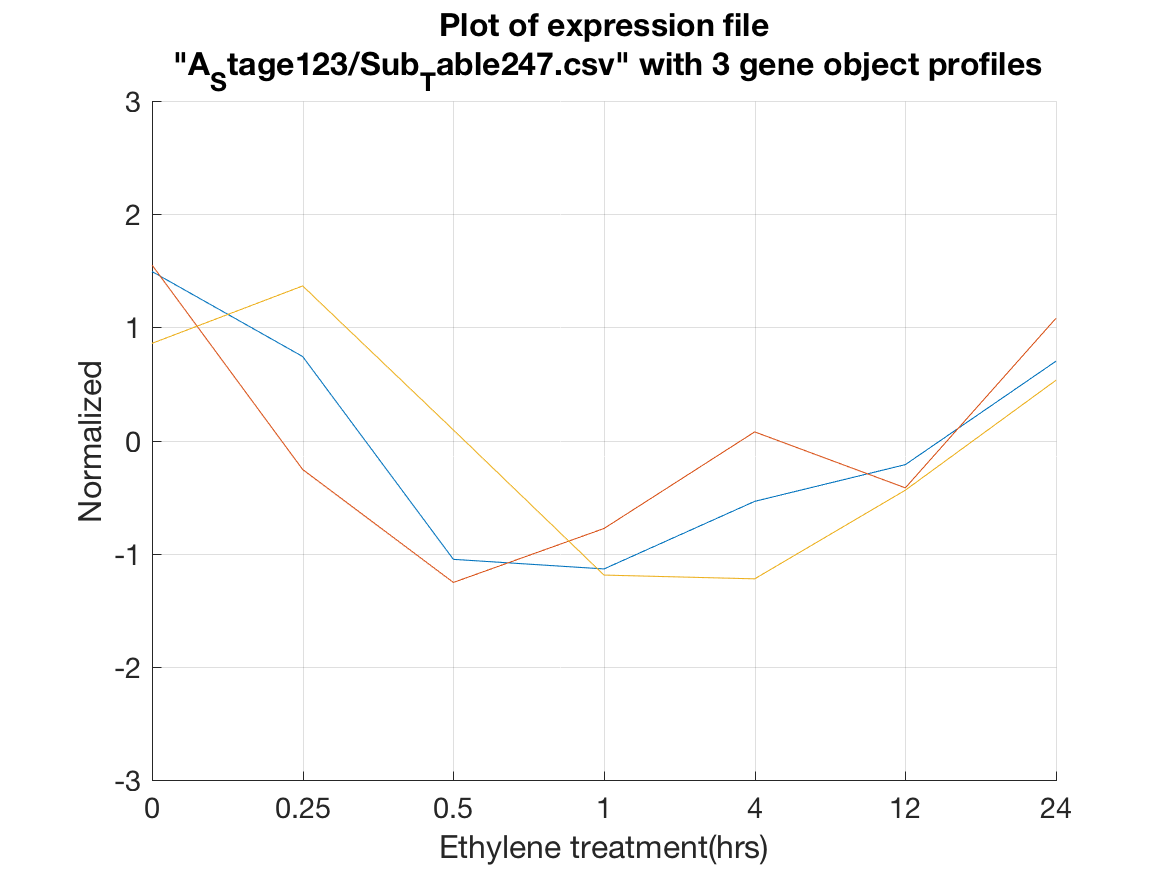 Plot of expression file
"A_Stage123/Sub_Table247.csv" with 3 gene object profiles
3
2
1
0
-1
-2
-3
Normalized
0 0.25 0.5 1 4 12 24
Ethylene treatment(hrs)